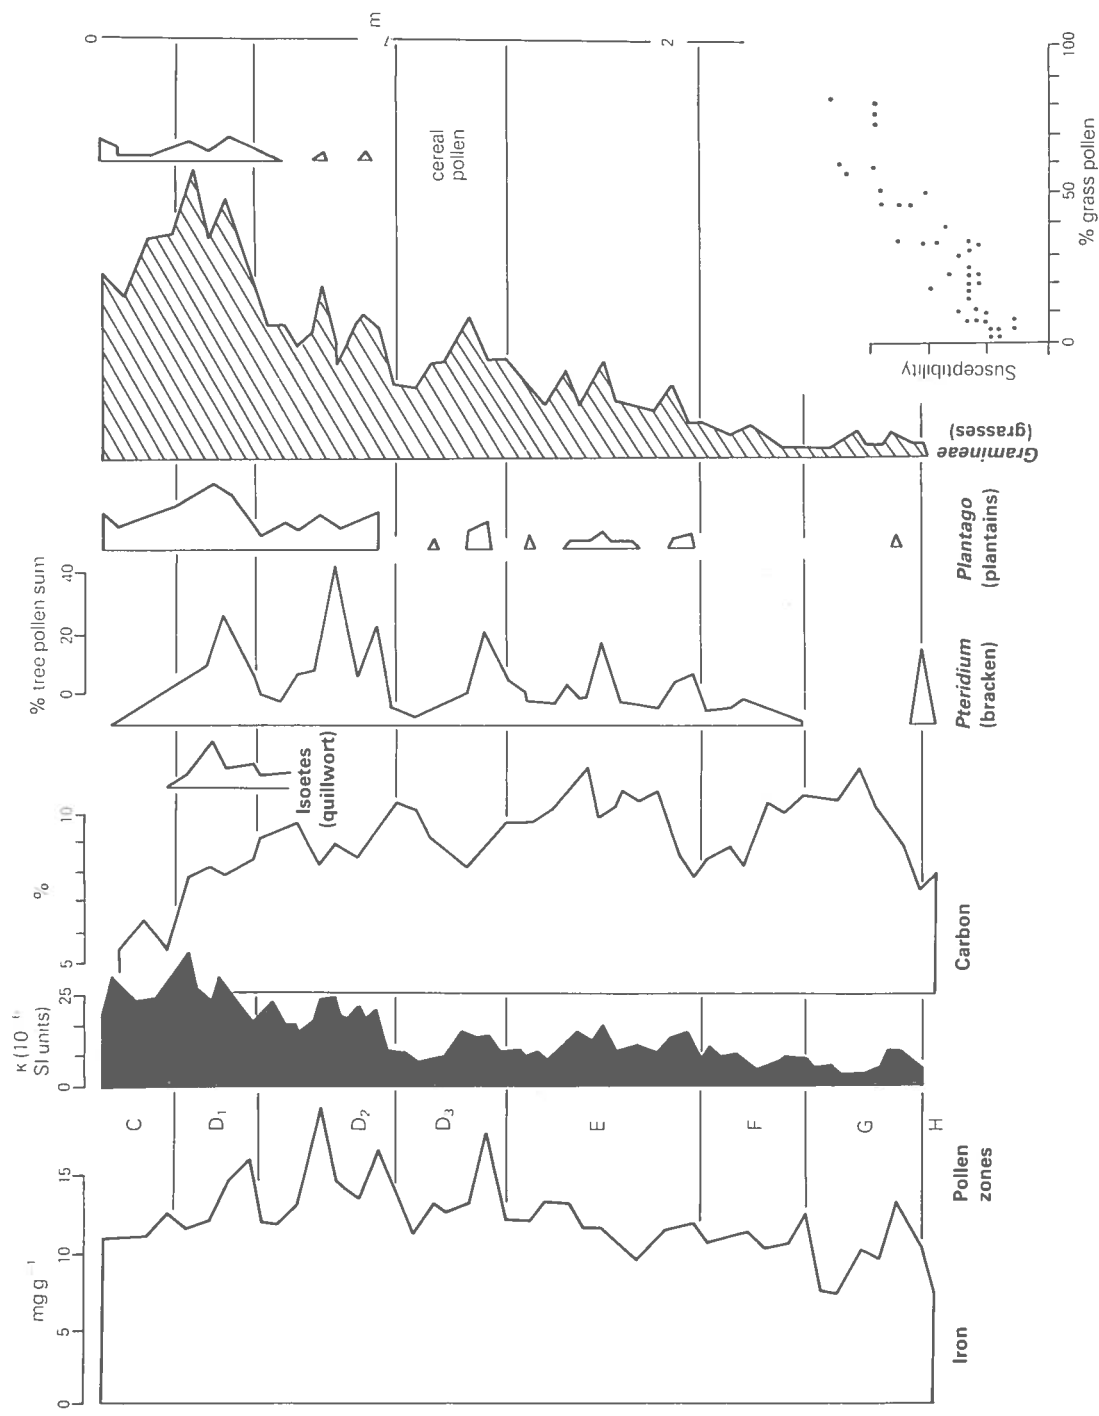 0
1
2
m
cereal
pollen
Gramineae
(grasses)
Susceptibility
0
50
100
% grass pollen
Plantago
(plantains)
% tree pollen sum
0
20
40
Pteridium
(bracken)
Isoetes
(quillwort)
%
5
10
Carbon
κ (10⁻⁶
SI units)
0
25
C
D₁
D₂
D₃
E
F
G
H
Pollen
zones
mg g⁻¹
0
5
10
15
Iron